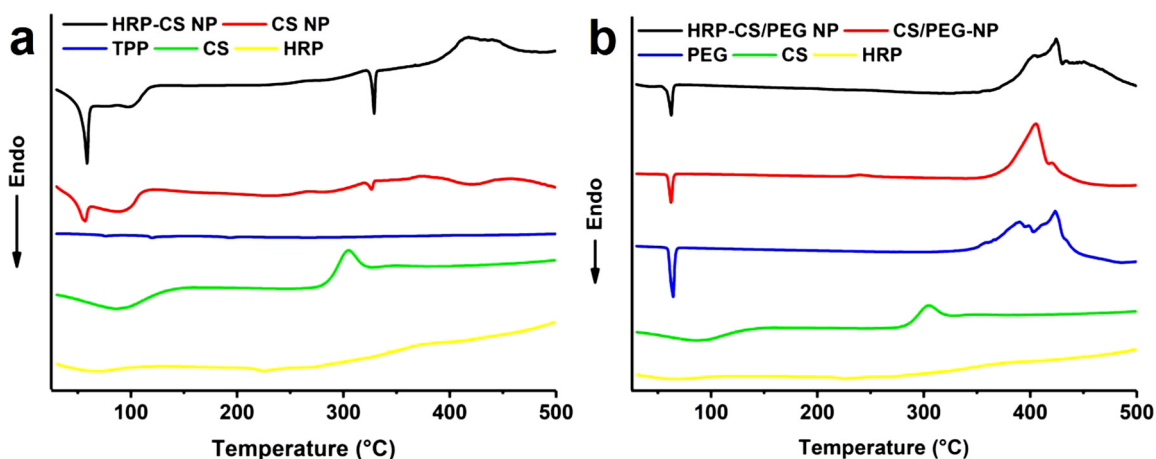 a
HRP-CS NP CS NP
TPP CS HRP
Endo
100 200 300 400 500
Temperature (°C)
b
HRP-CS/PEG NP CS/PEG-NP
PEG CS HRP
Endo
100 200 300 400 500
Temperature (°C)